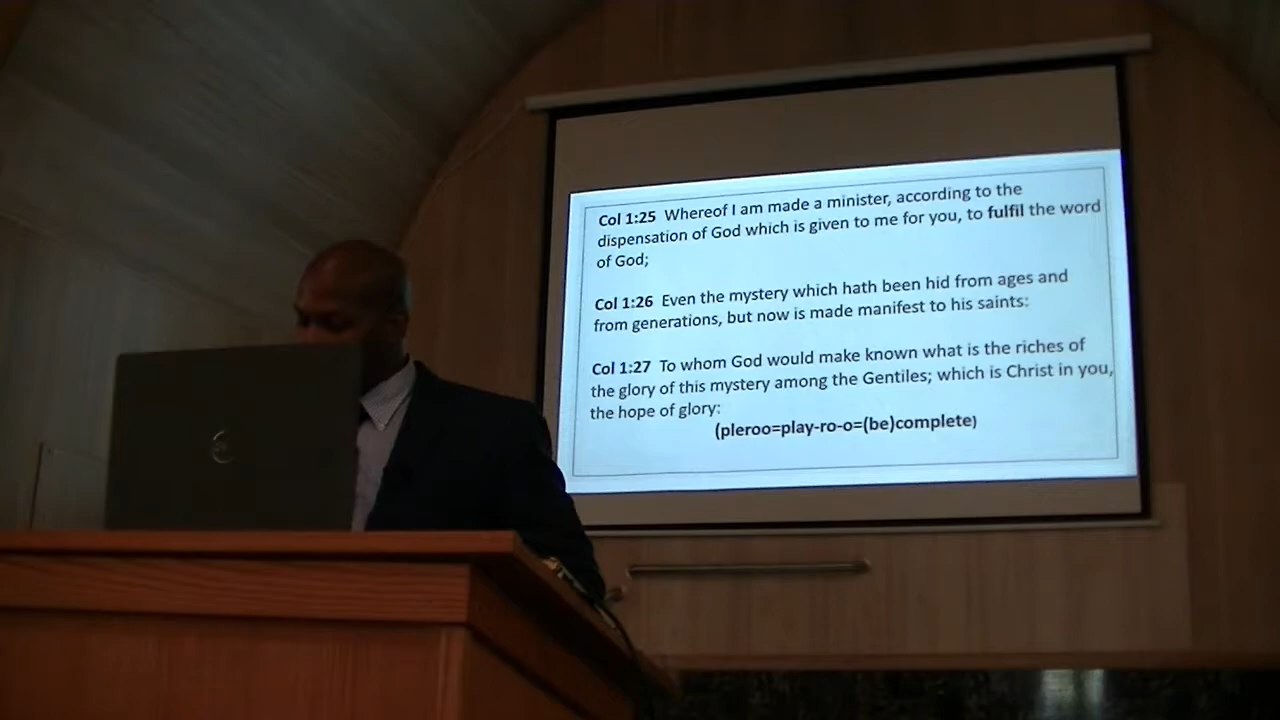 Col 1:25 Whereof I am made a minister, according to the
dispensation of God which is given to me for you, to fulfil the word
of God;
Col 1:26 Even the mystery which hath been hid from ages and
from generations, but now is made manifest to his saints:
Col 1:27 To whom God would make known what is the riches of
the glory of this mystery among the Gentiles; which is Christ in you,
the hope of glory:
(pleroo=play-ro-o=(be)complete)